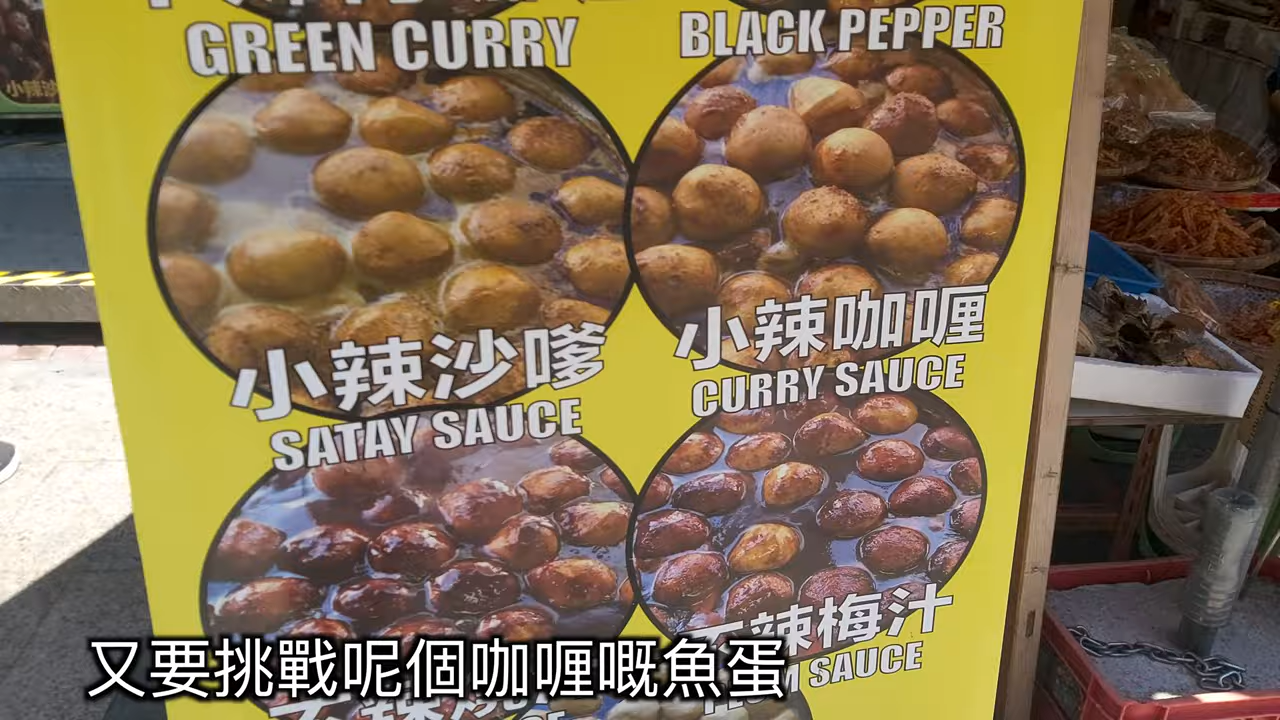 GREEN CURRY
BLACK PEPPER
小辣沙嗲
SATAY SAUCE
小辣咖喱
CURRY SAUCE
不辣梅汁
SAUCE
又要挑戰呢個咖喱嘅魚蛋